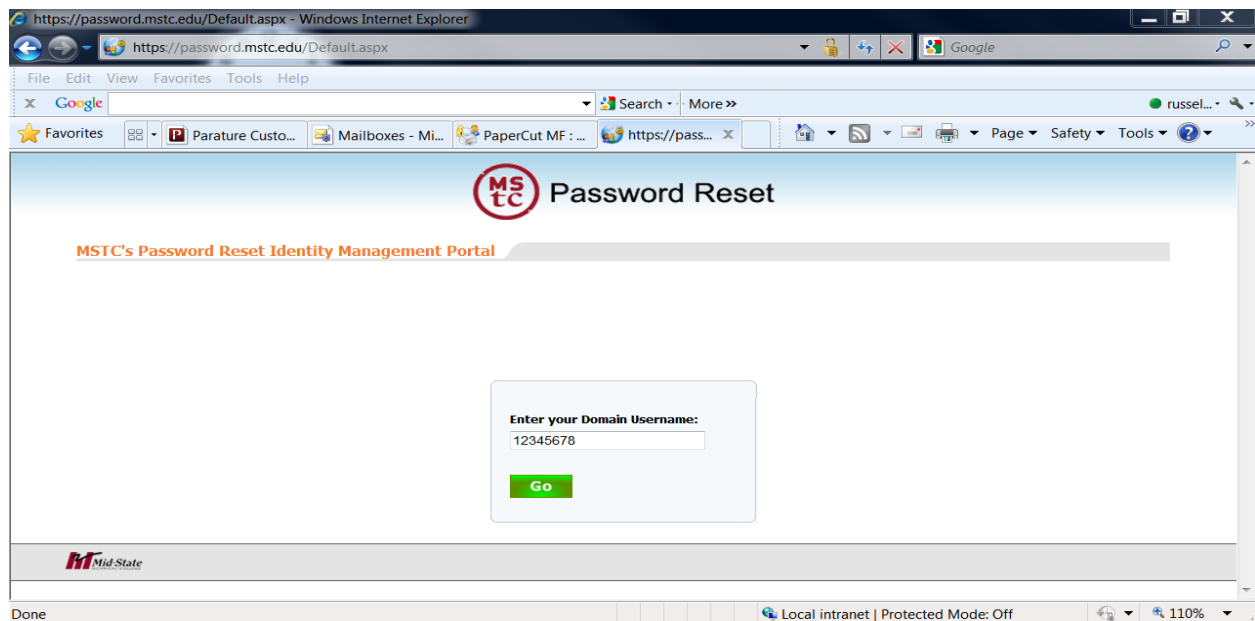 https://password.mstc.edu/Default.aspx - Windows Internet Explorer
https://password.mstc.edu/Default.aspx Google
File Edit View Favorites Tools Help
x Google Search More » russel...
Favorites Parature Custo... Mailboxes - Mi... PaperCut MF : ... https://pass... x Page Safety Tools »
MS
tc Password Reset
MSTC's Password Reset Identity Management Portal
Enter your Domain Username:
12345678
Go
Mid-State
Done Local intranet | Protected Mode: Off 110%